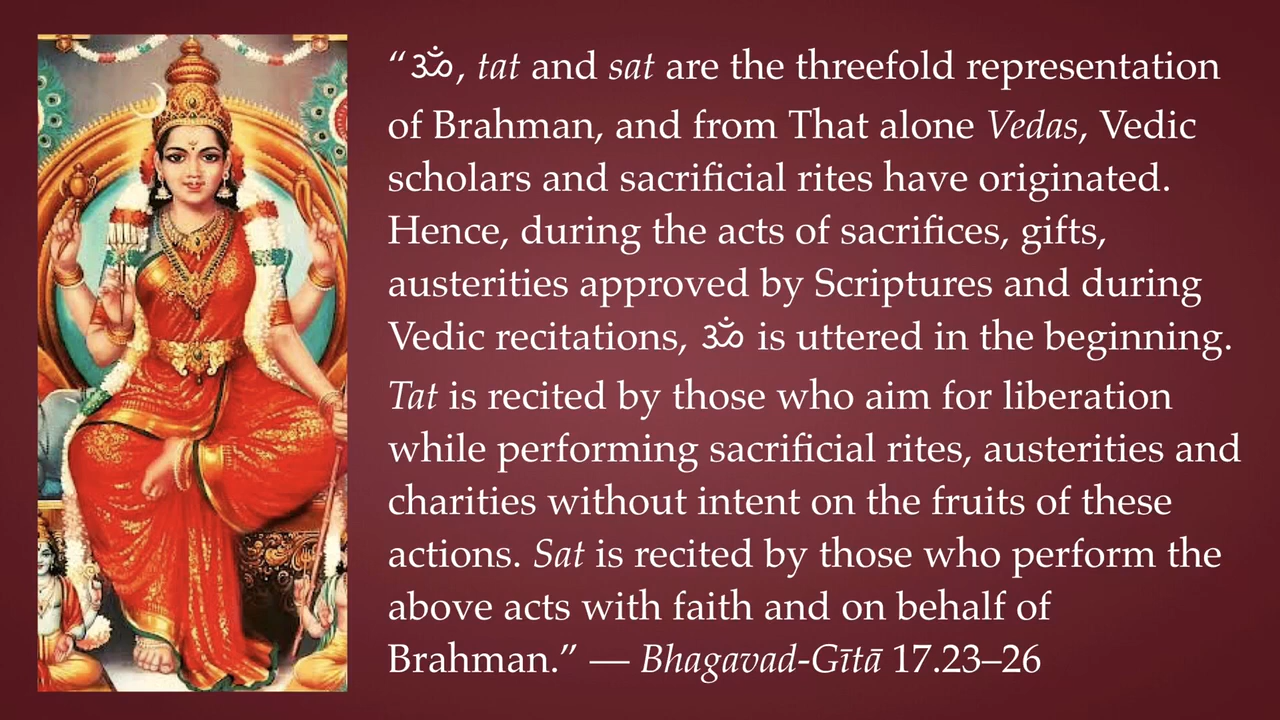 “ॐ, tat and sat are the threefold representation
of Brahman, and from That alone Vedas, Vedic
scholars and sacrificial rites have originated.
Hence, during the acts of sacrifices, gifts,
austerities approved by Scriptures and during
Vedic recitations, ॐ is uttered in the beginning.
Tat is recited by those who aim for liberation
while performing sacrificial rites, austerities and
charities without intent on the fruits of these
actions. Sat is recited by those who perform the
above acts with faith and on behalf of
Brahman.” — Bhagavad-Gītā 17.23–26